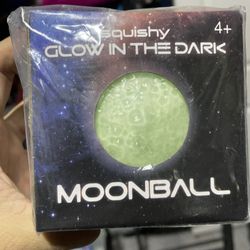 squishy
4+
GLOW IN THE DARK
MOONBALL